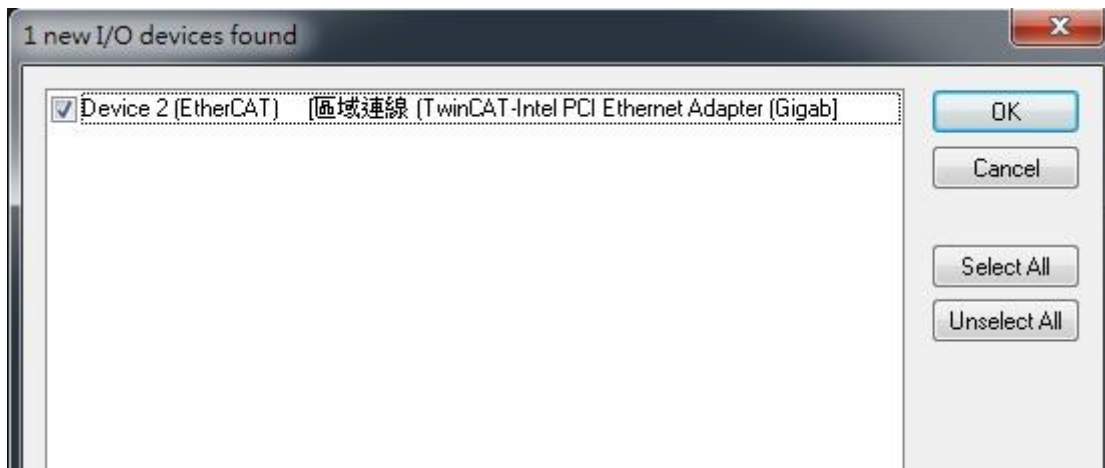 1 new I/O devices found
Device 2 (EtherCAT) [區域連線 (TwinCAT-Intel PCI Ethernet Adapter (Gigab]
OK
Cancel
Select All
Unselect All